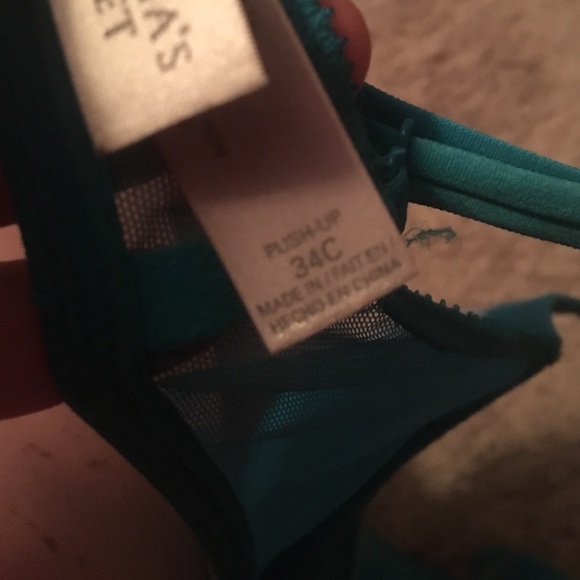 A'S
ET
PUSH-UP
34C
MADE IN / FAIT EN /
HECHO EN CHINA